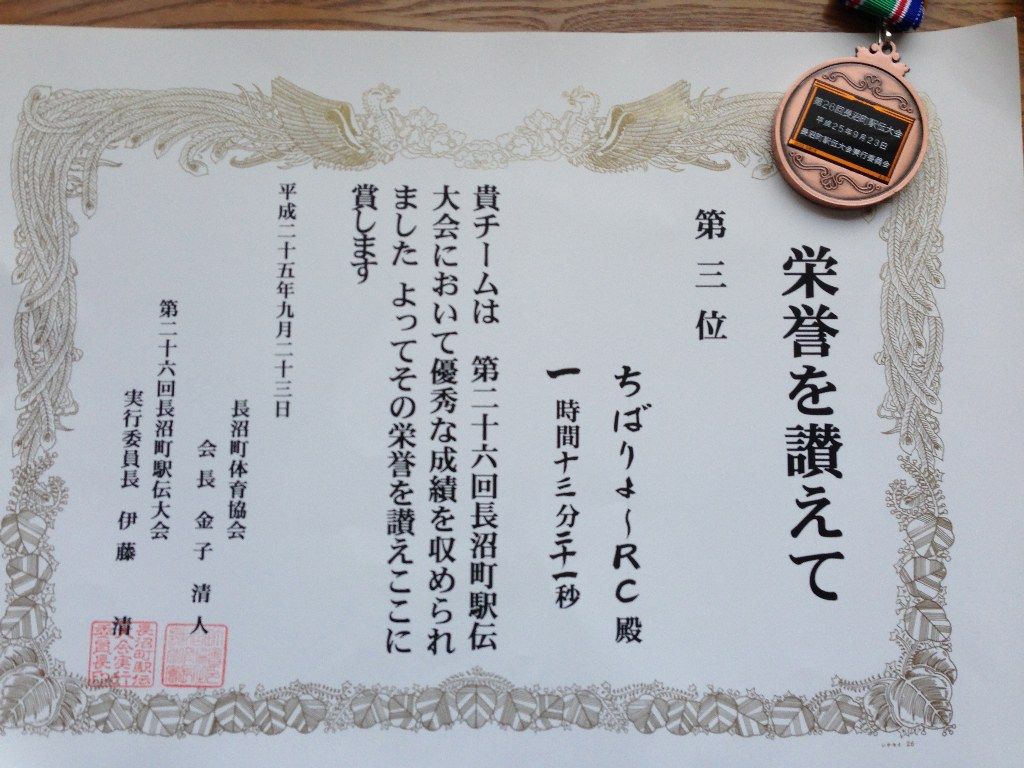 栄誉を讃えて
第三位
ちばりよ～RC殿
一時間十三分二十一秒
貴チームは 第二十六回長沼町駅伝
大会において優秀な成績を収められ
ました よってその栄誉を讃えここに
賞します
平成二十五年九月二十三日
長沼町体育協会
会長 金子清人
第二十六回長沼町駅伝大会
実行委員長 伊藤 清
第26回長沼町駅伝大会
平成25年9月23日
長沼町駅伝大会実行委員会